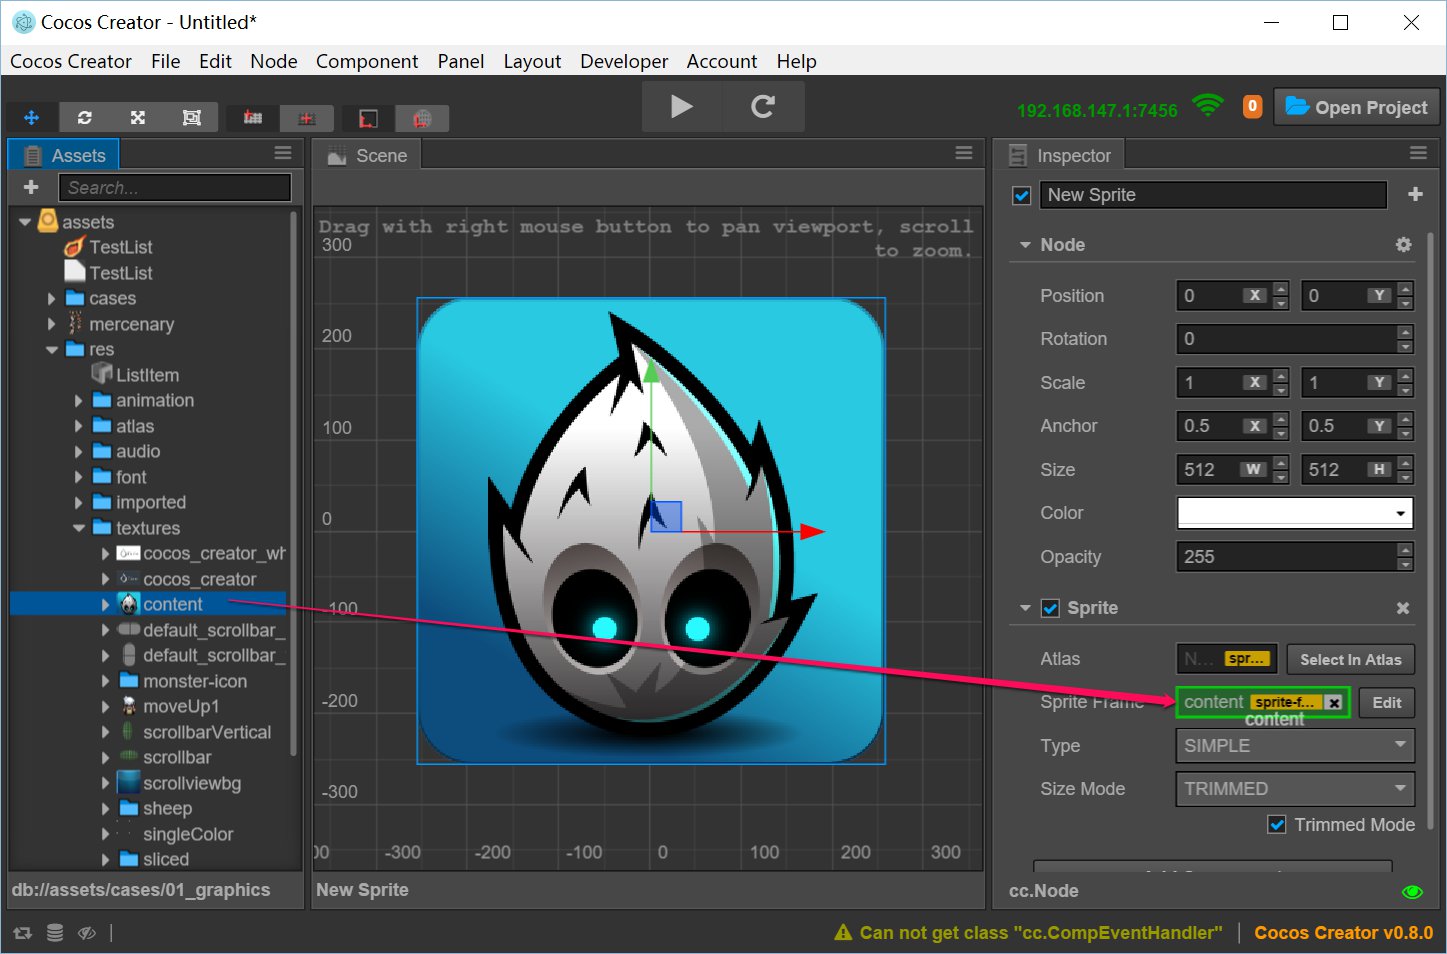 Cocos Creator - Untitled*
Cocos Creator File Edit Node Component Panel Layout Developer Account Help
192.168.147.1:7456 0 Open Project
Assets
Search...
assets
TestList
TestList
cases
mercenary
res
ListItem
animation
atlas
audio
font
imported
textures
cocos_creator_wh
cocos_creator
content
default_scrollbar_
default_scrollbar_
monster-icon
moveUp1
scrollbarVertical
scrollbar
scrollviewbg
sheep
singleColor
sliced
db://assets/cases/01_graphics
Scene
Drag with right mouse button to pan viewport, scroll
to zoom.
300
200
100
0
-100
-200
-300
00 -300 -200 -100 0 100 200 300
New Sprite
Inspector
New Sprite
Node
Position 0 X 0 Y
Rotation 0
Scale 1 X 1 Y
Anchor 0.5 X 0.5 Y
Size 512 W 512 H
Color
Opacity 255
Sprite
Atlas N... spr... Select In Atlas
Sprite Frame content sprite-f... Edit
content
Type SIMPLE
Size Mode TRIMMED
Trimmed Mode
cc.Node
Can not get class "cc.CompEventHandler" Cocos Creator v0.8.0